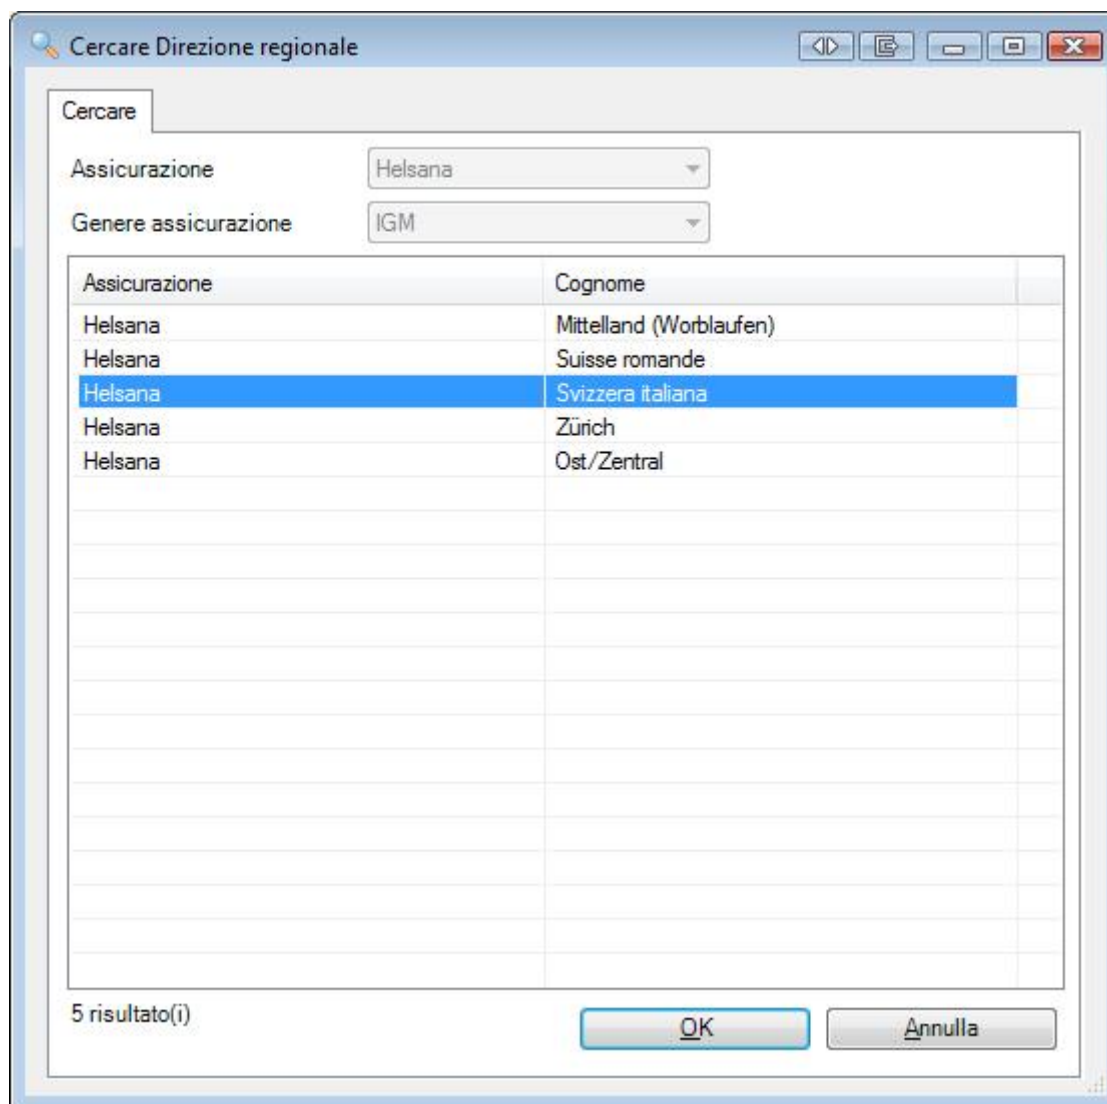 Cercare Direzione regionale
Cercare
Assicurazione Helsana
Genere assicurazione IGM
Assicurazione Cognome
Helsana Mittelland (Worblaufen)
Helsana Suisse romande
Helsana Svizzera italiana
Helsana Zürich
Helsana Ost/Zentral
5 risultato(i) OK Annulla